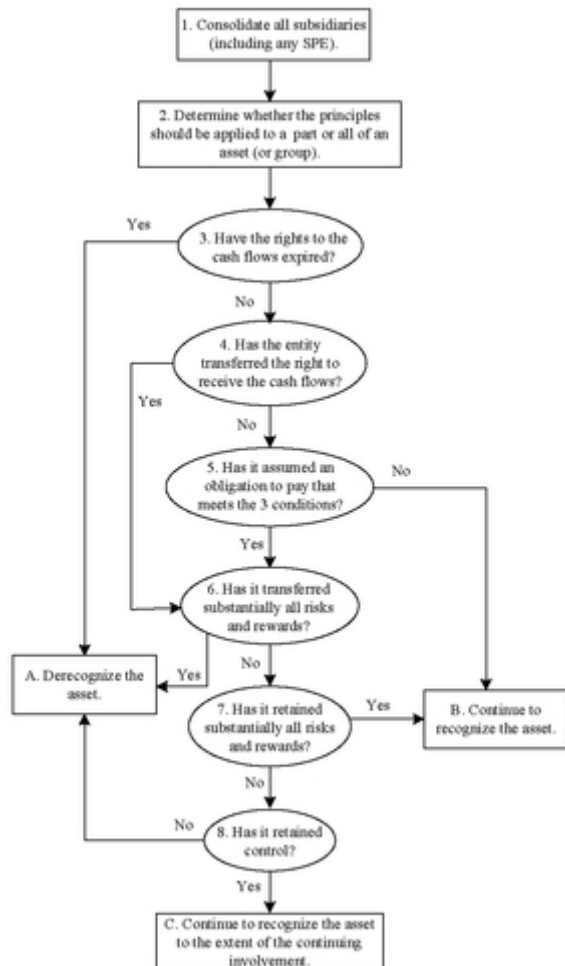 1. Consolidate all subsidiaries
(including any SPE).
2. Determine whether the principles
should be applied to a part or all of an
asset (or group).
Yes
3. Have the rights to the
cash flows expired?
No
4. Has the entity
transferred the right to
receive the cash flows?
Yes
No
5. Has it assumed an
obligation to pay that
meets the 3 conditions?
No
Yes
6. Has it transferred
substantially all risks
and rewards?
A. Derecognize the
asset.
Yes
No
7. Has it retained
substantially all risks
and rewards?
Yes
B. Continue to
recognize the asset.
No
No
8. Has it retained
control?
Yes
C. Continue to recognize the asset
to the extent of the continuing
involvement.